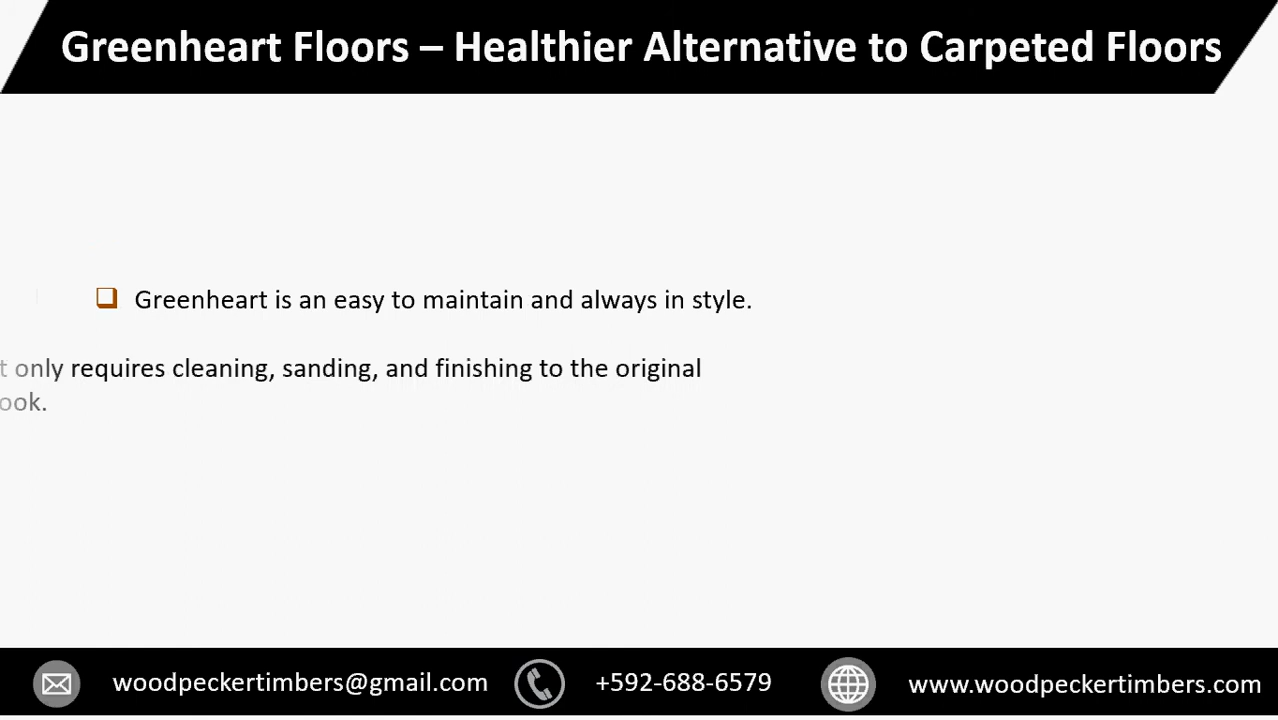 Greenheart Floors – Healthier Alternative to Carpeted Floors
❑ Greenheart is an easy to maintain and always in style.
t only requires cleaning, sanding, and finishing to the original
ook.
woodpeckertimbers@gmail.com +592-688-6579 www.woodpeckertimbers.com